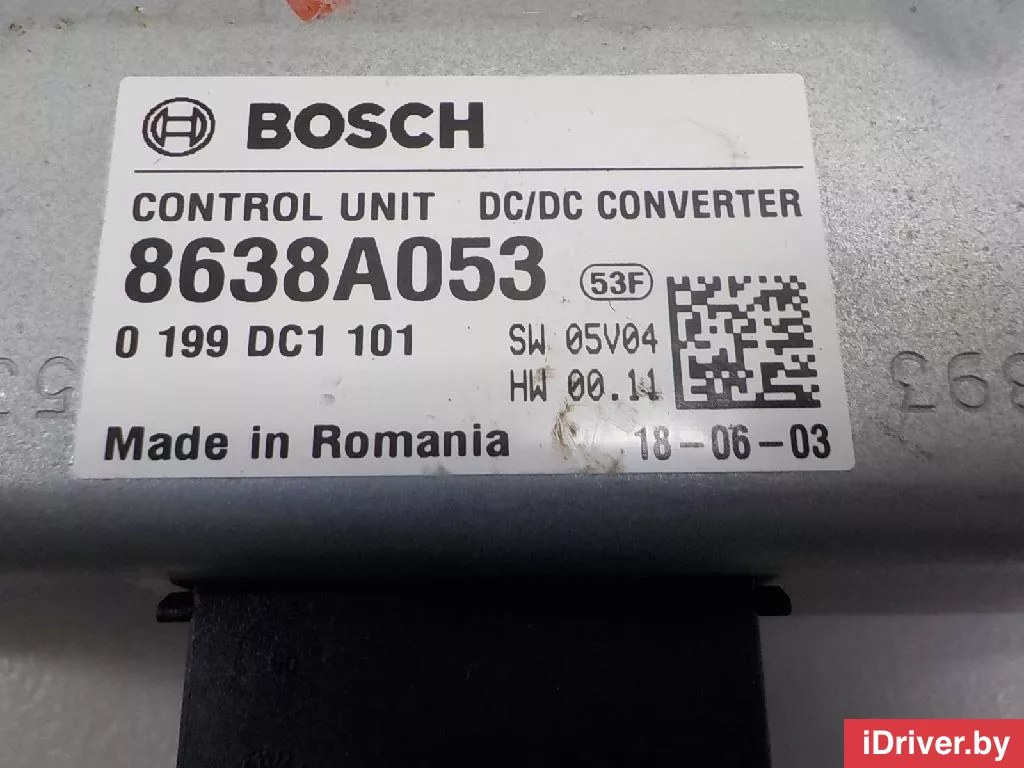 BOSCH
CONTROL UNIT DC/DC CONVERTER
8638A053 53F
0 199 DC1 101 SW 05V04
HW 00.11
Made in Romania 18-06-03
393
iDriver.by